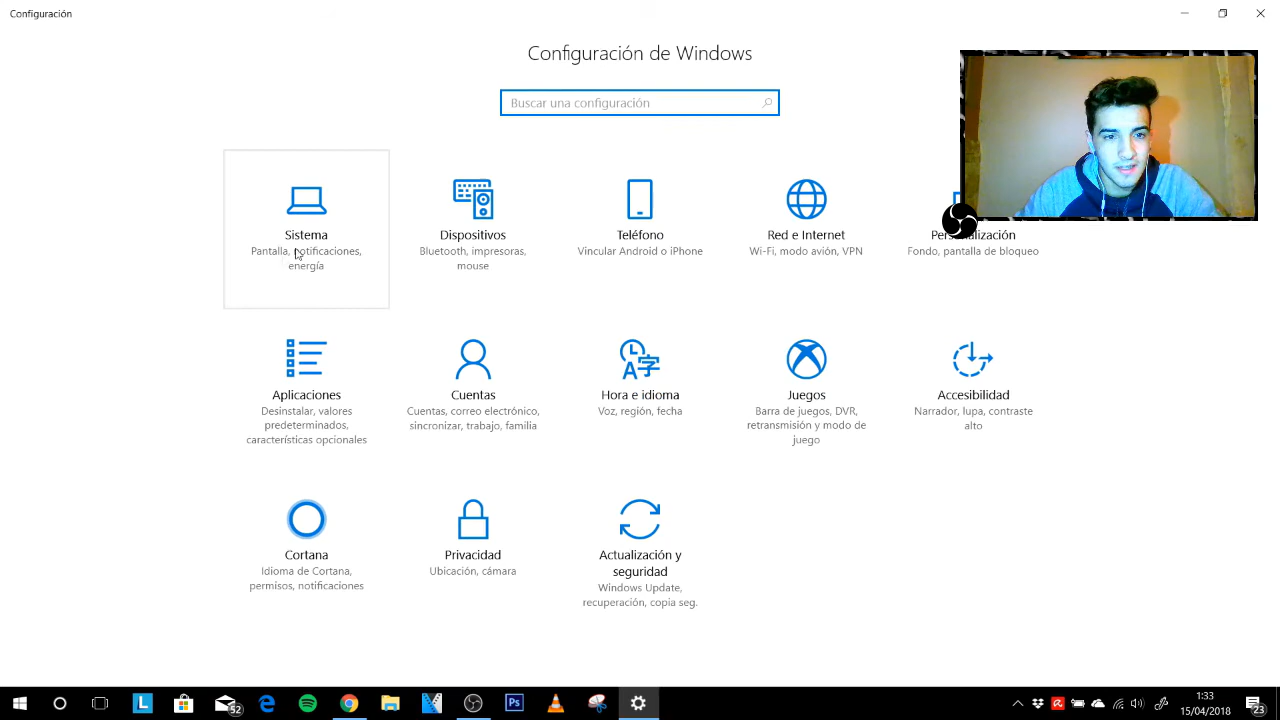 Configuración
Configuración de Windows
Buscar una configuración
Sistema
Pantalla, notificaciones,
energía
Dispositivos
Bluetooth, impresoras,
mouse
Teléfono
Vincular Android o iPhone
Red e Internet
Wi-Fi, modo avión, VPN
Personalización
Fondo, pantalla de bloqueo
Aplicaciones
Desinstalar, valores
predeterminados,
características opcionales
Cuentas
Cuentas, correo electrónico,
sincronizar, trabajo, familia
Hora e idioma
Voz, región, fecha
Juegos
Barra de juegos, DVR,
retransmisión y modo de
juego
Accesibilidad
Narrador, lupa, contraste
alto
Cortana
Idioma de Cortana,
permisos, notificaciones
Privacidad
Ubicación, cámara
Actualización y
seguridad
Windows Update,
recuperación, copia seg.
L
52
Ps
1:33
15/04/2018
23